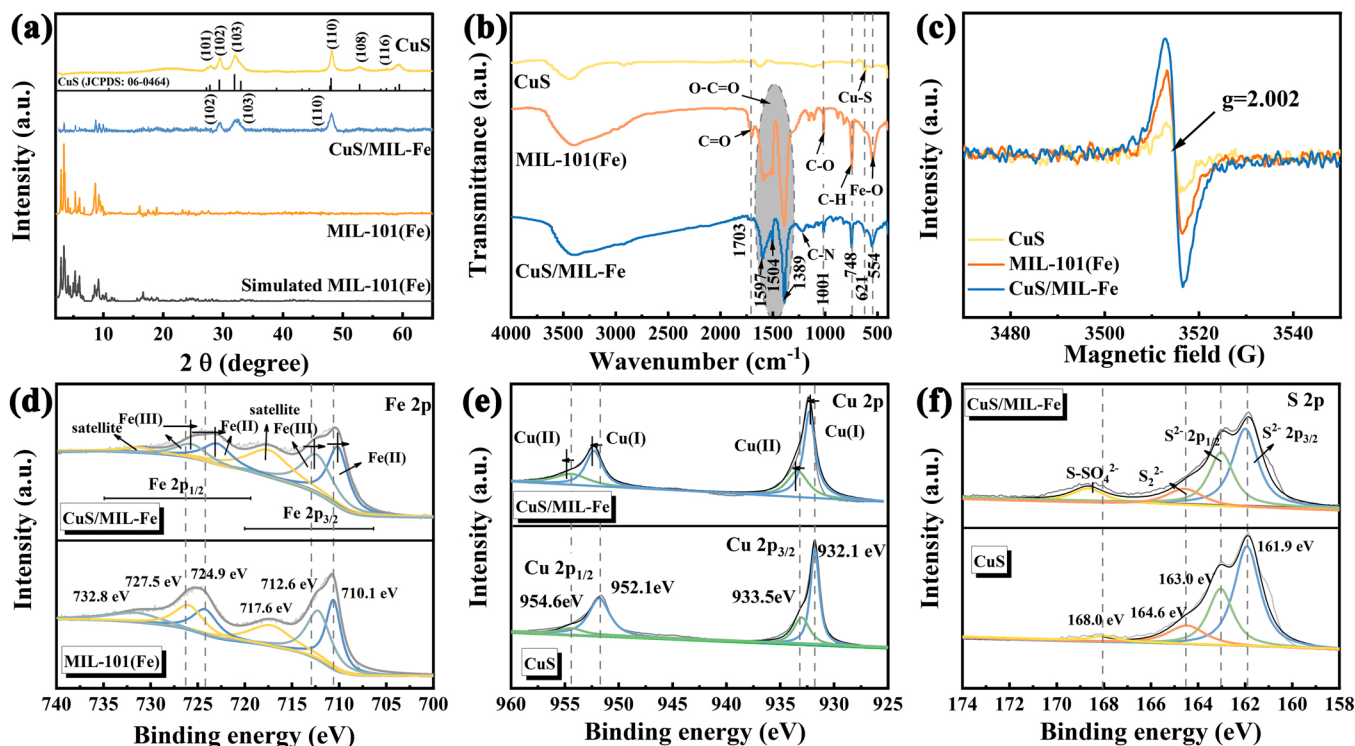 (a)
(101)
(102)
(103)
(110)
(108)
(116)
CuS
CuS (JCPDS: 06-0464)
(102)
(103)
(110)
CuS/MIL-Fe
MIL-101(Fe)
Simulated MIL-101(Fe)
Intensity (a.u.)
10 20 30 40 50 60
2 θ (degree)
(b)
CuS
O-C=O
Cu-S
MIL-101(Fe)
C=O
C-O
C-H
Fe-O
CuS/MIL-Fe
C-N
1703
1597
1504
1389
1001
748
621
554
Transmittance (a.u.)
4000 3500 3000 2500 2000 1500 1000 500
Wavenumber (cm-1)
(c)
g=2.002
CuS
MIL-101(Fe)
CuS/MIL-Fe
Intensity (a.u.)
3480 3500 3520 3540
Magnetic field (G)
(d)
Fe 2p
satellite
Fe(III)
Fe(II)
satellite
Fe(III)
Fe(II)
Fe 2p1/2
Fe 2p3/2
CuS/MIL-Fe
732.8 eV
727.5 eV
724.9 eV
717.6 eV
712.6 eV
710.1 eV
MIL-101(Fe)
Intensity (a.u.)
740 735 730 725 720 715 710 705 700
Binding energy (eV)
(e)
Cu 2p
Cu(II)
Cu(I)
Cu(II)
Cu(I)
CuS/MIL-Fe
Cu 2p3/2
932.1 eV
Cu 2p1/2
952.1eV
954.6eV
933.5eV
CuS
Intensity (a.u.)
960 955 950 945 940 935 930 925
Binding energy (eV)
(f)
CuS/MIL-Fe
S 2p
S2- 2p1/2
S2- 2p3/2
S-SO42-
S22-
CuS
161.9 eV
163.0 eV
164.6 eV
168.0 eV
Intensity (a.u.)
174 172 170 168 166 164 162 160 158
Binding energy (eV)